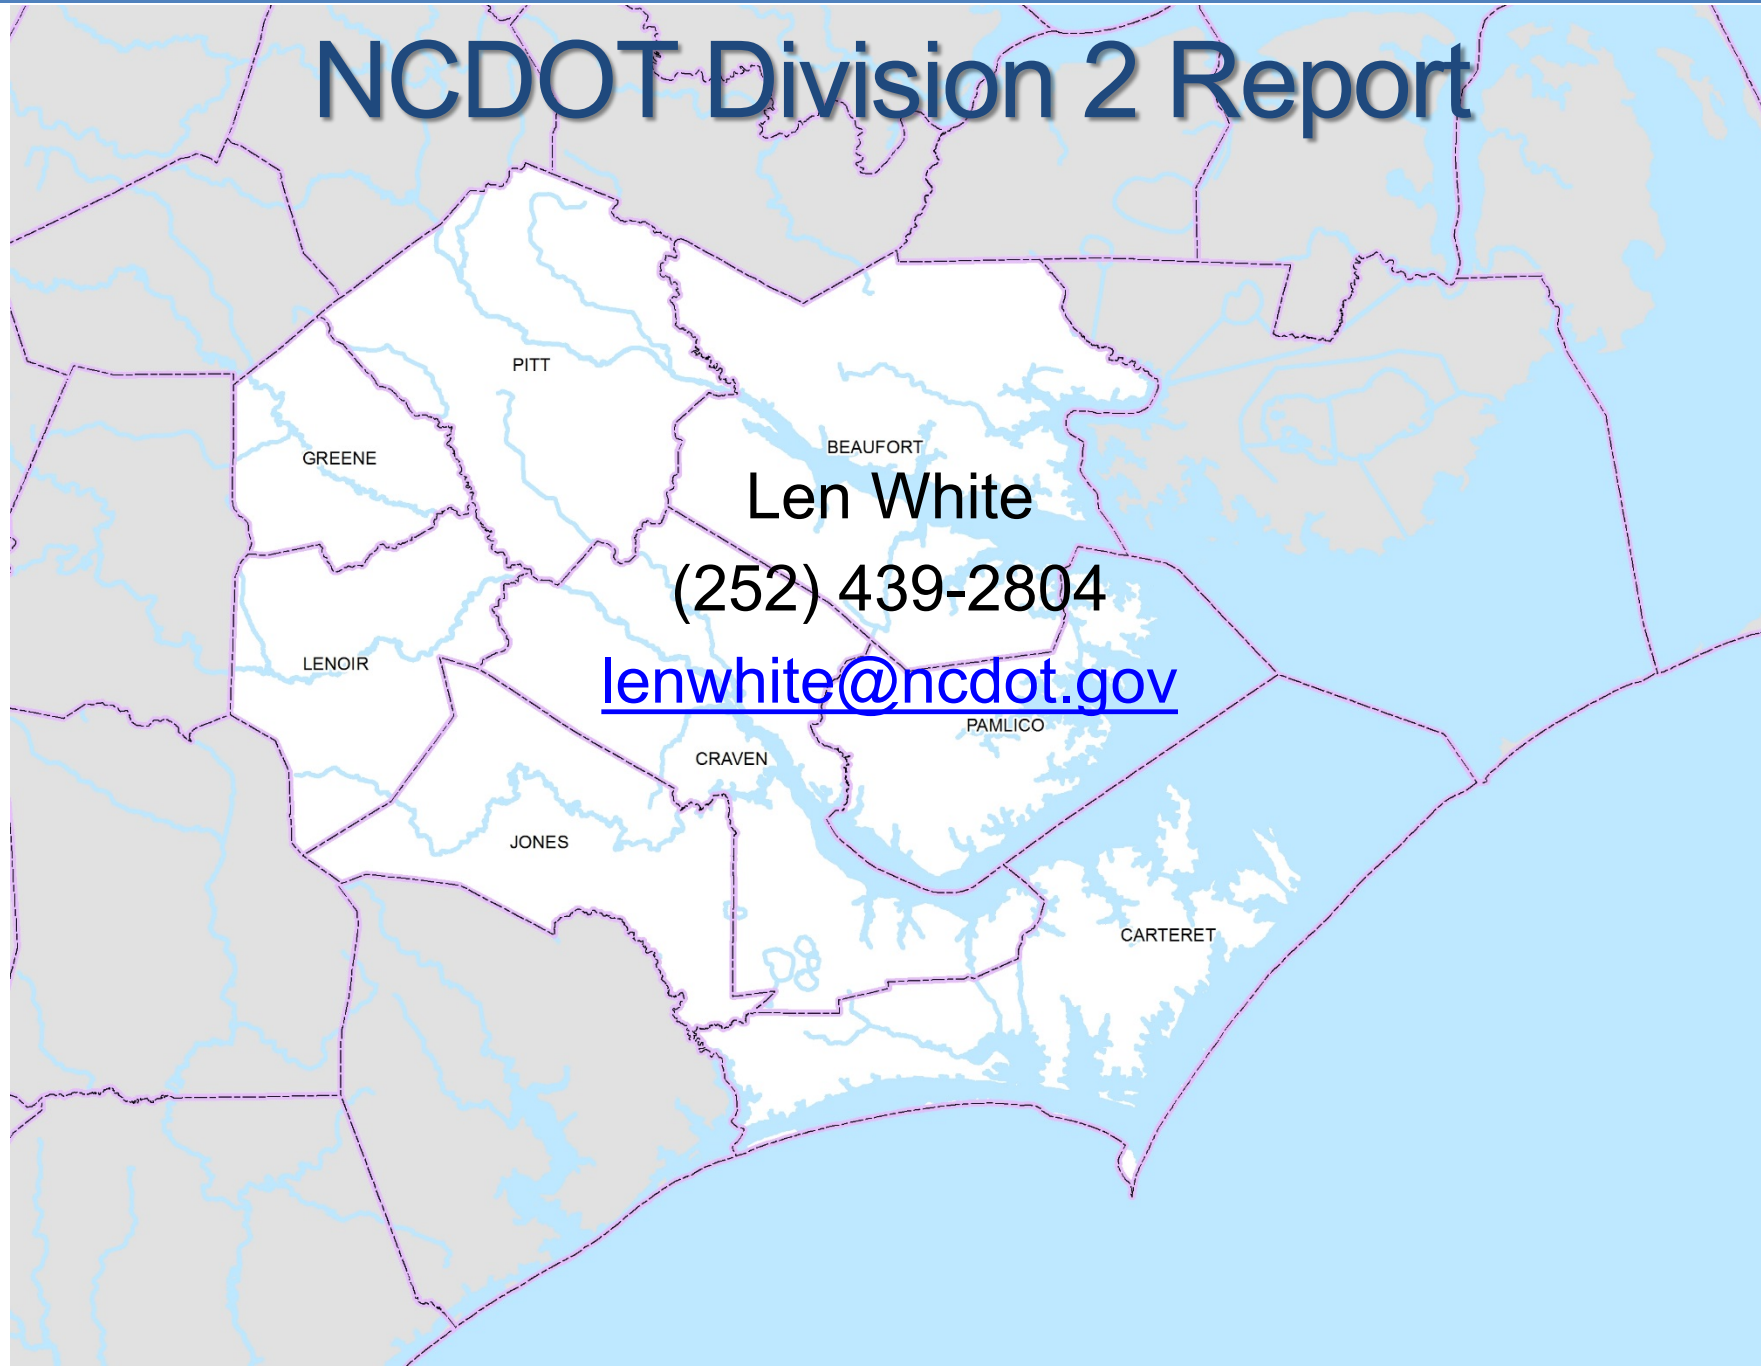 NCDOT Division 2 Report
PITT
BEAUFORT
GREENE
Len White
(252) 439-2804
LENOIR
lenwhite@ncdot.gov
PAMLICO
CRAVEN
JONES
CARTERET